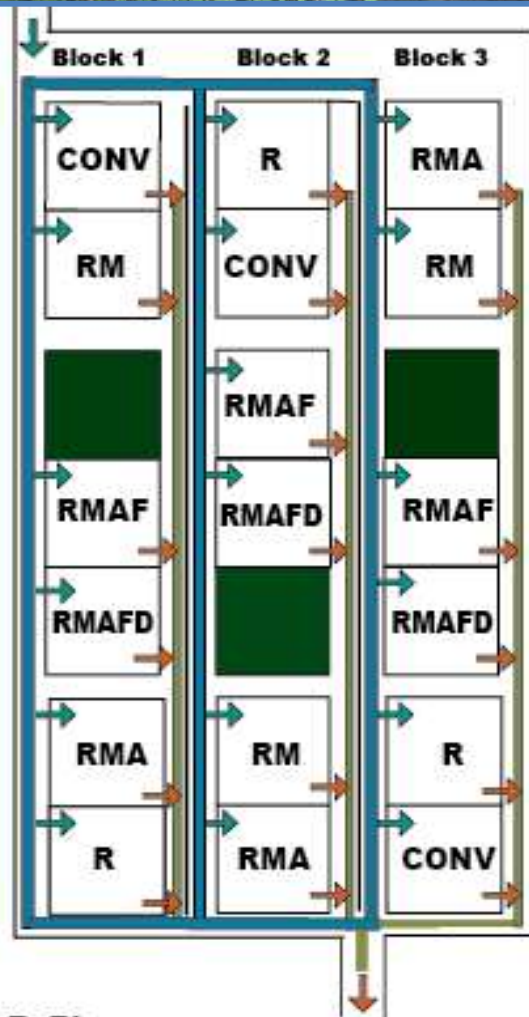 Block 1 Block 2 Block 3
CONV R RMA
RM CONV RM
RMAF
RMAF RMAFD RMAF
RMAFD RMAFD
RMA RM R
R RMA CONV